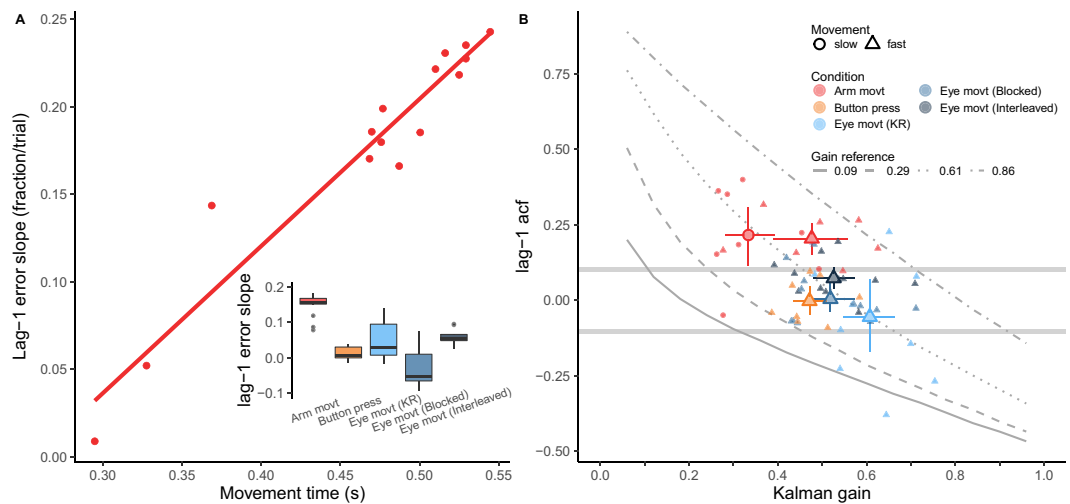 A
Lag−1 error slope (fraction/trial)
0.25
0.20
0.15
0.10
0.05
0.00
0.30 0.35 0.40 0.45 0.50 0.55
Movement time (s)
lag−1 error slope
0.2
0.1
0.0
−0.1
Arm movt
Button press
Eye movt (KR)
Eye movt (Blocked)
Eye movt (Interleaved)
B
lag−1 acf
0.75
0.50
0.25
0.00
−0.25
−0.50
0.0 0.2 0.4 0.6 0.8 1.0
Kalman gain
Movement
slow fast
Condition
Arm movt Eye movt (Blocked)
Button press Eye movt (Interleaved)
Eye movt (KR)
Gain reference
0.09 0.29 0.61 0.86